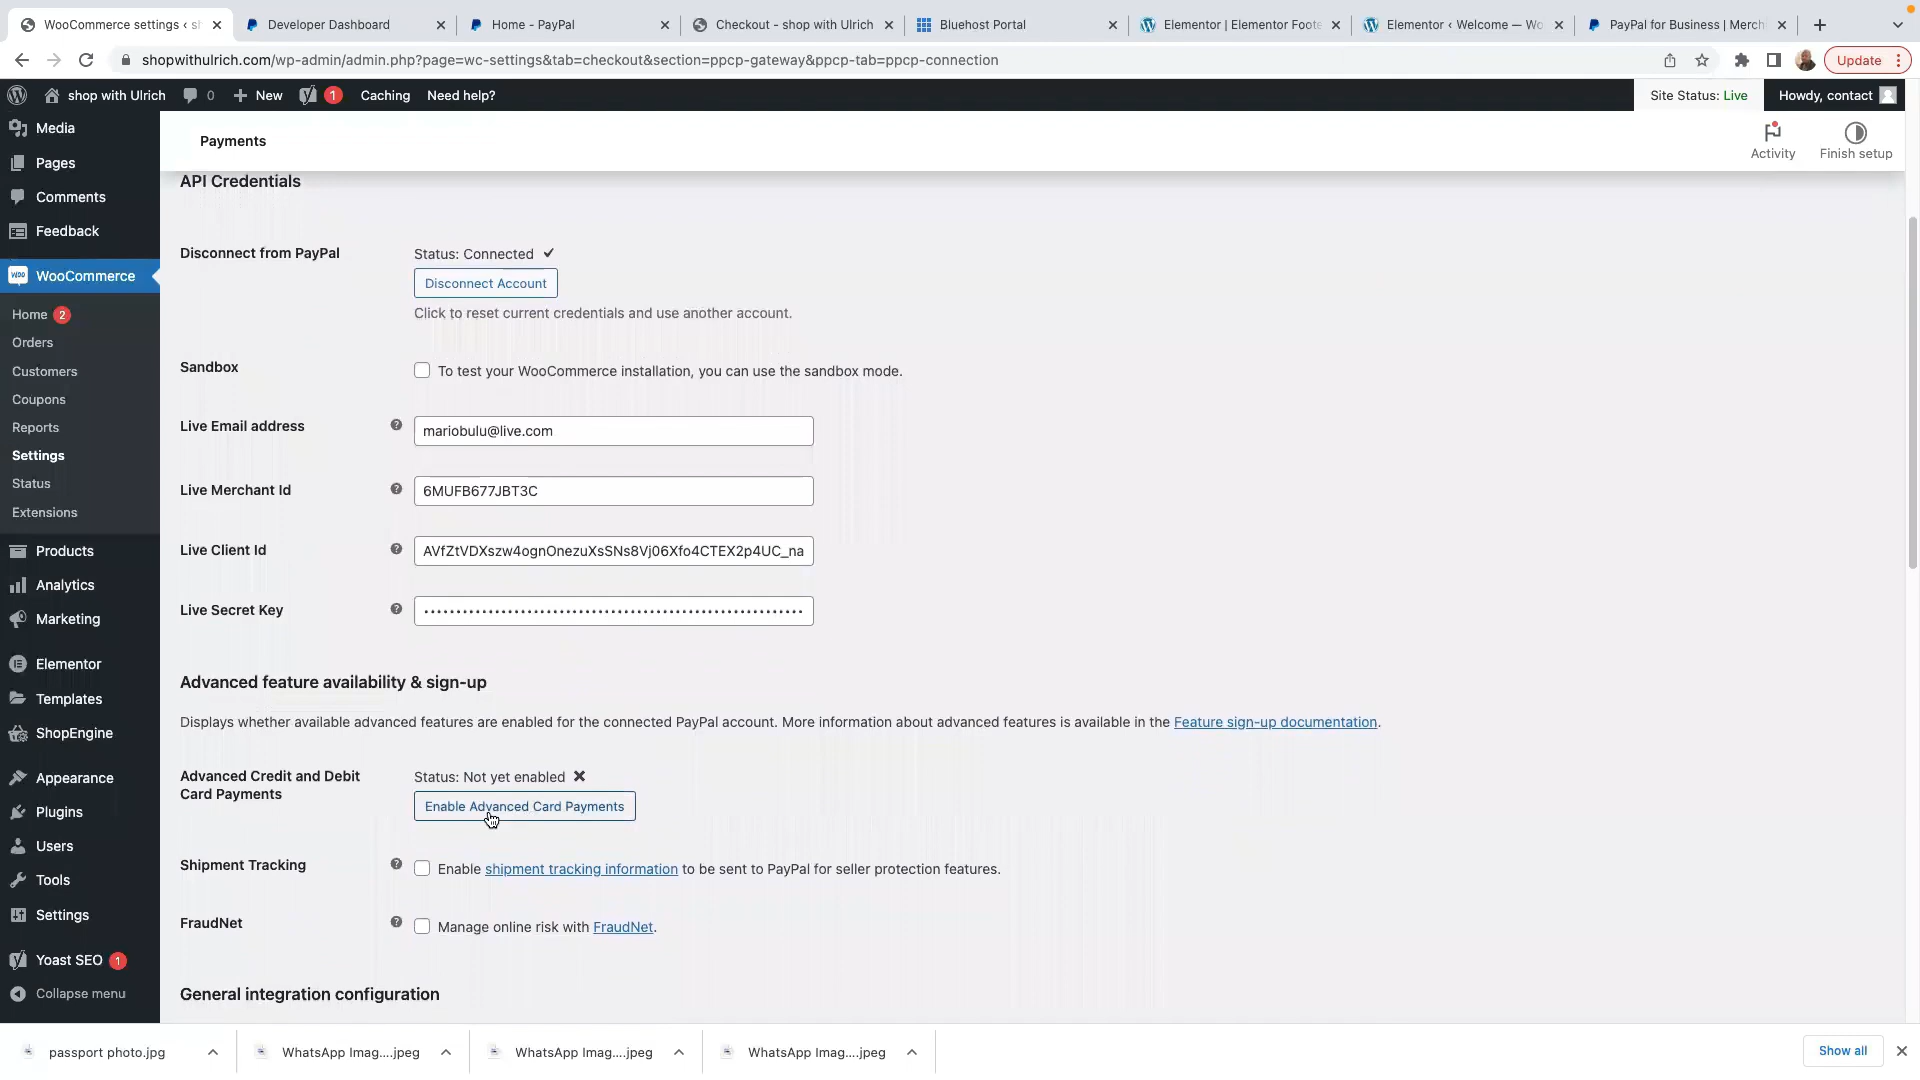 WooCommerce settings ‹ sh
Developer Dashboard
Home - PayPal
Checkout - shop with Ulrich
Bluehost Portal
Elementor | Elementor Foote
Elementor ‹ Welcome — Wo
PayPal for Business | Merch
shopwithulrich.com/wp-admin/admin.php?page=wc-settings&tab=checkout&section=ppcp-gateway&ppcp-tab=ppcp-connection
Update
shop with Ulrich
0
New
1
Caching
Need help?
Site Status: Live
Howdy, contact
Media
Pages
Comments
Feedback
WooCommerce
Home 2
Orders
Customers
Coupons
Reports
Settings
Status
Extensions
Products
Analytics
Marketing
Elementor
Templates
ShopEngine
Appearance
Plugins
Users
Tools
Settings
Yoast SEO 1
Collapse menu
Payments
Activity
Finish setup
API Credentials
Disconnect from PayPal
Status: Connected ✓
Disconnect Account
Click to reset current credentials and use another account.
Sandbox
To test your WooCommerce installation, you can use the sandbox mode.
Live Email address
mariobulu@live.com
Live Merchant Id
6MUFB677JBT3C
Live Client Id
AVfZtVDXszw4ognOnezuXsSNs8Vj06Xfo4CTEX2p4UC_na
Live Secret Key
Advanced feature availability & sign-up
Displays whether available advanced features are enabled for the connected PayPal account. More information about advanced features is available in the Feature sign-up documentation.
Advanced Credit and Debit
Card Payments
Status: Not yet enabled ✕
Enable Advanced Card Payments
Shipment Tracking
Enable shipment tracking information to be sent to PayPal for seller protection features.
FraudNet
Manage online risk with FraudNet.
General integration configuration
passport photo.jpg
WhatsApp Imag....jpeg
WhatsApp Imag....jpeg
WhatsApp Imag....jpeg
Show all